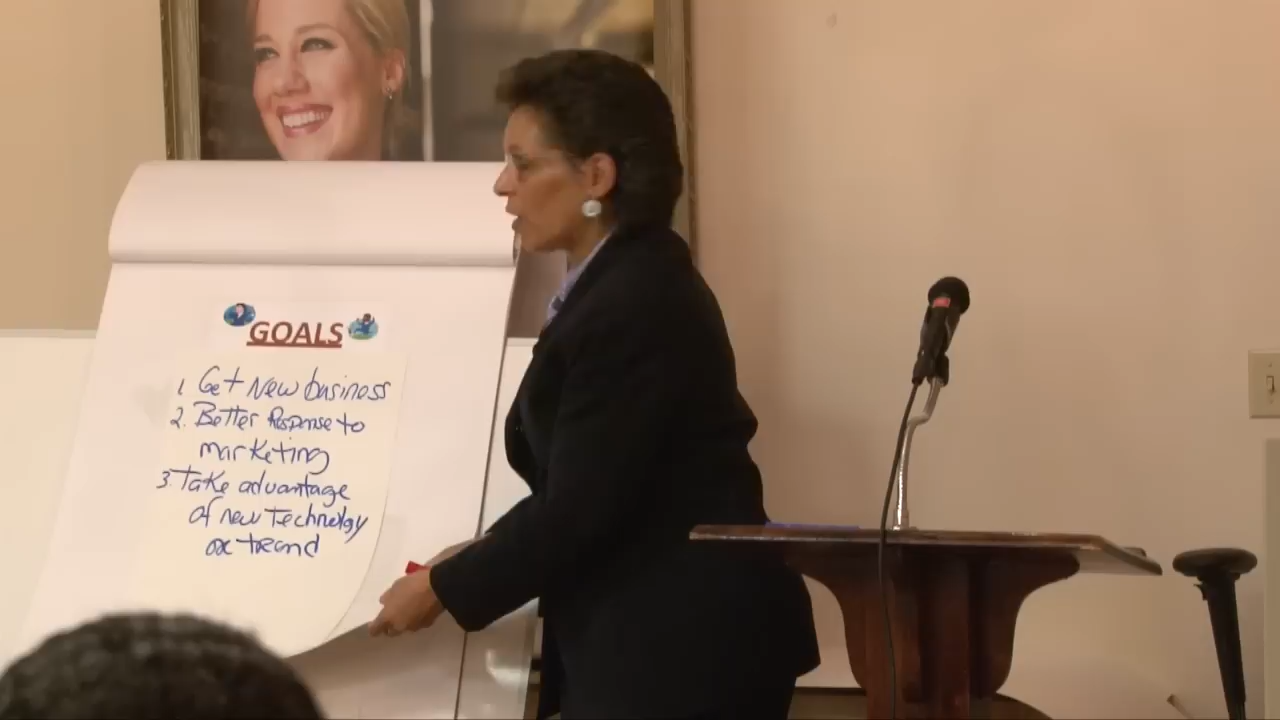 GOALS
1 Get New business
2. Better Response to
marketing
3. Take advantage
of new Technology
or trend